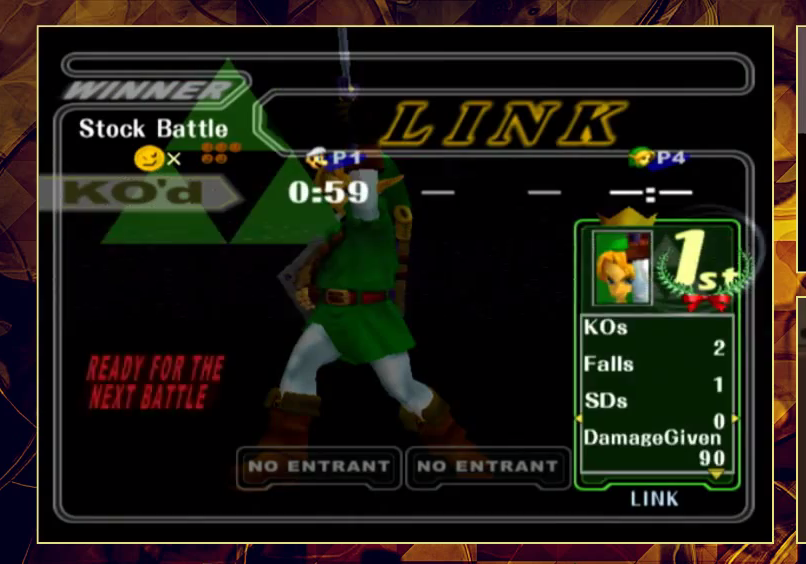 WINNER
LINK
Stock Battle
×
P1
P4
KO'd
0:59
—
—
—:—
1st
KOs
2
Falls
1
SDs
0
DamageGiven
90
READY FOR THE
NEXT BATTLE
NO ENTRANT
NO ENTRANT
LINK